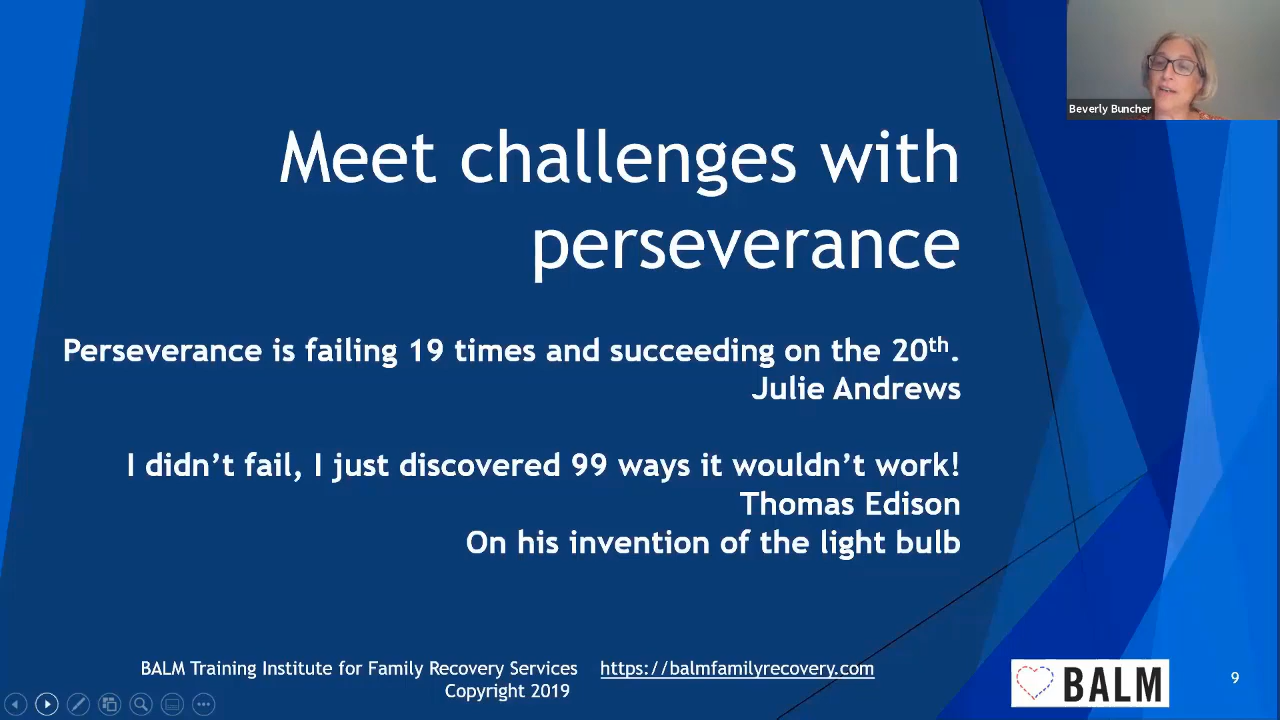 Beverly Buncher
Meet challenges with
perseverance
Perseverance is failing 19 times and succeeding on the 20th.
Julie Andrews
I didn’t fail, I just discovered 99 ways it wouldn’t work!
Thomas Edison
On his invention of the light bulb
BALM Training Institute for Family Recovery Services https://balmfamilyrecovery.com
Copyright 2019
BALM
9